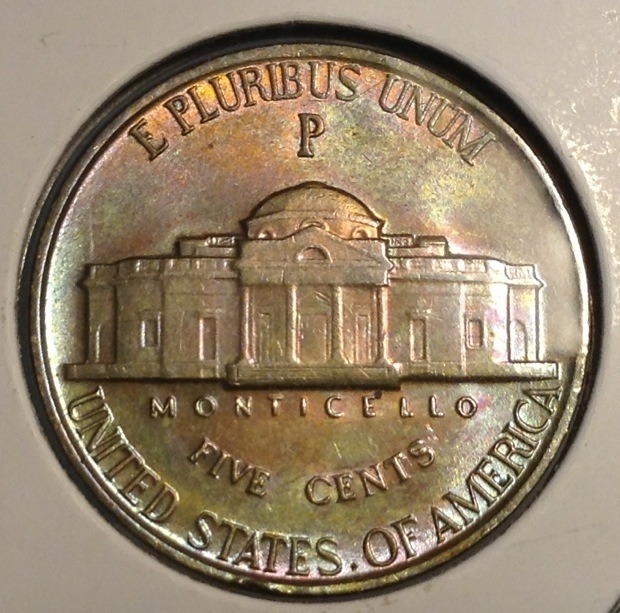 E PLURIBUS UNUM
P
MONTICELLO
FIVE CENTS
UNITED STATES. OF AMERICA